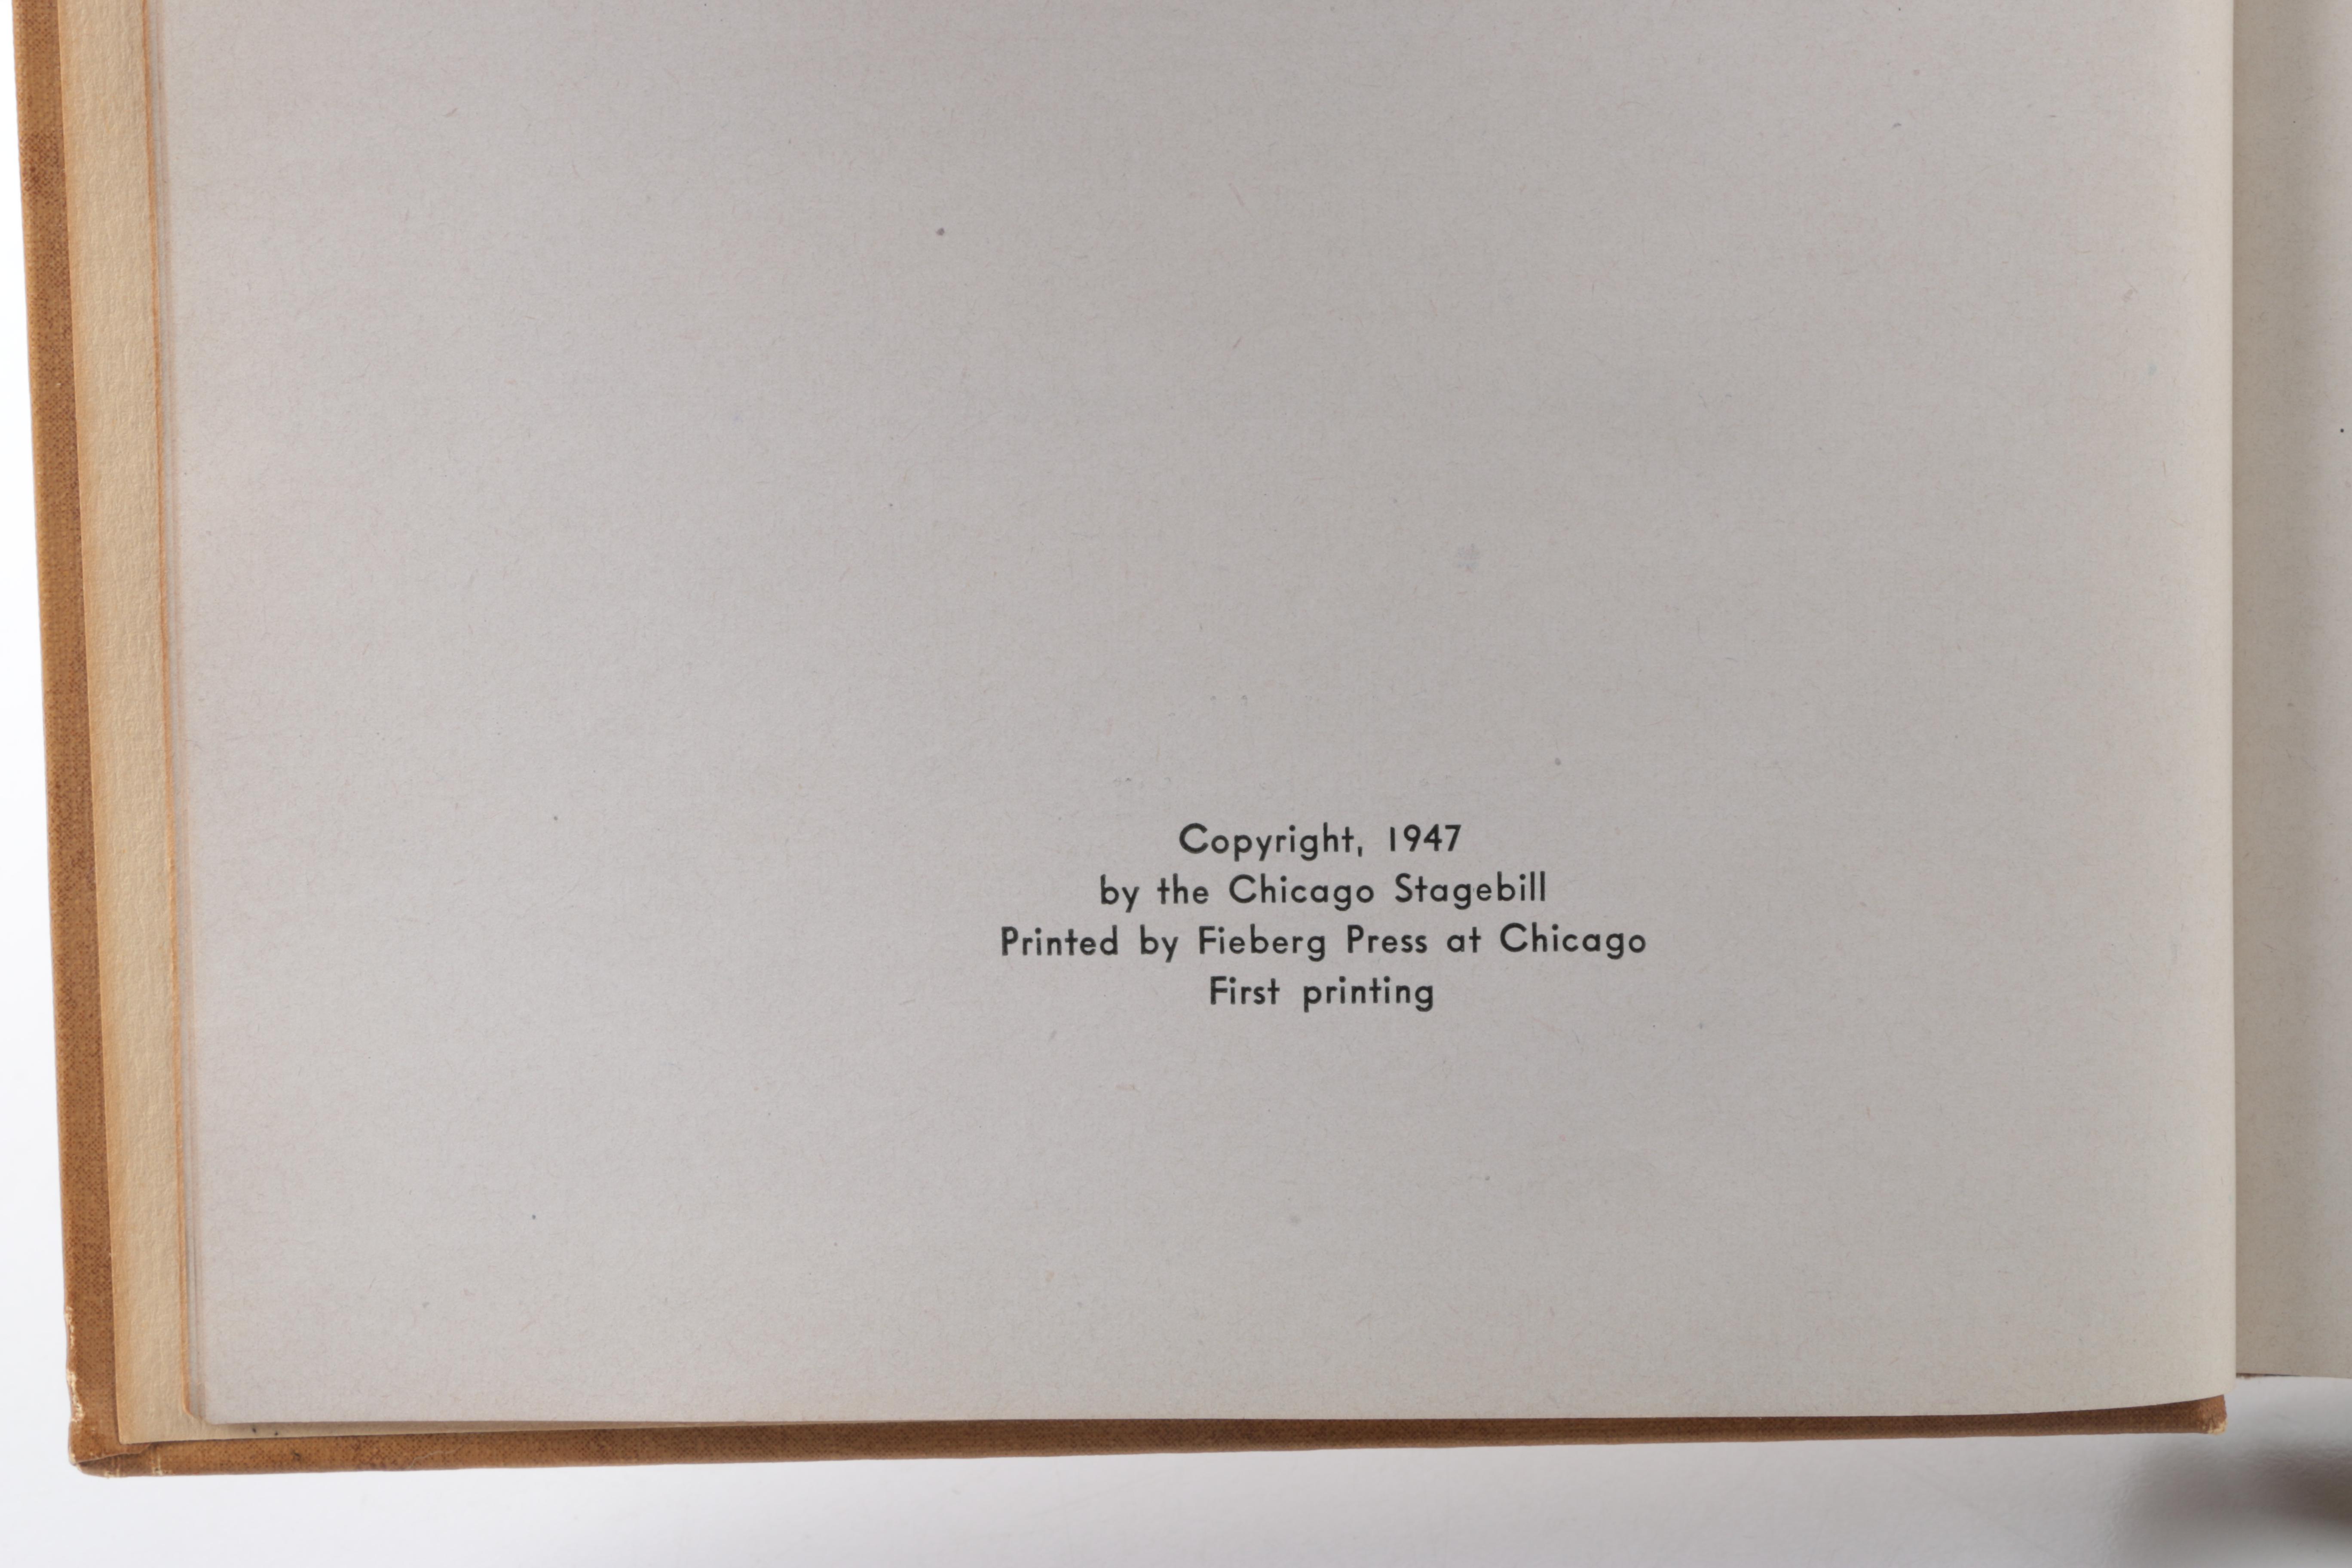 Copyright, 1947
by the Chicago Stagebill
Printed by Fieberg Press at Chicago
First printing